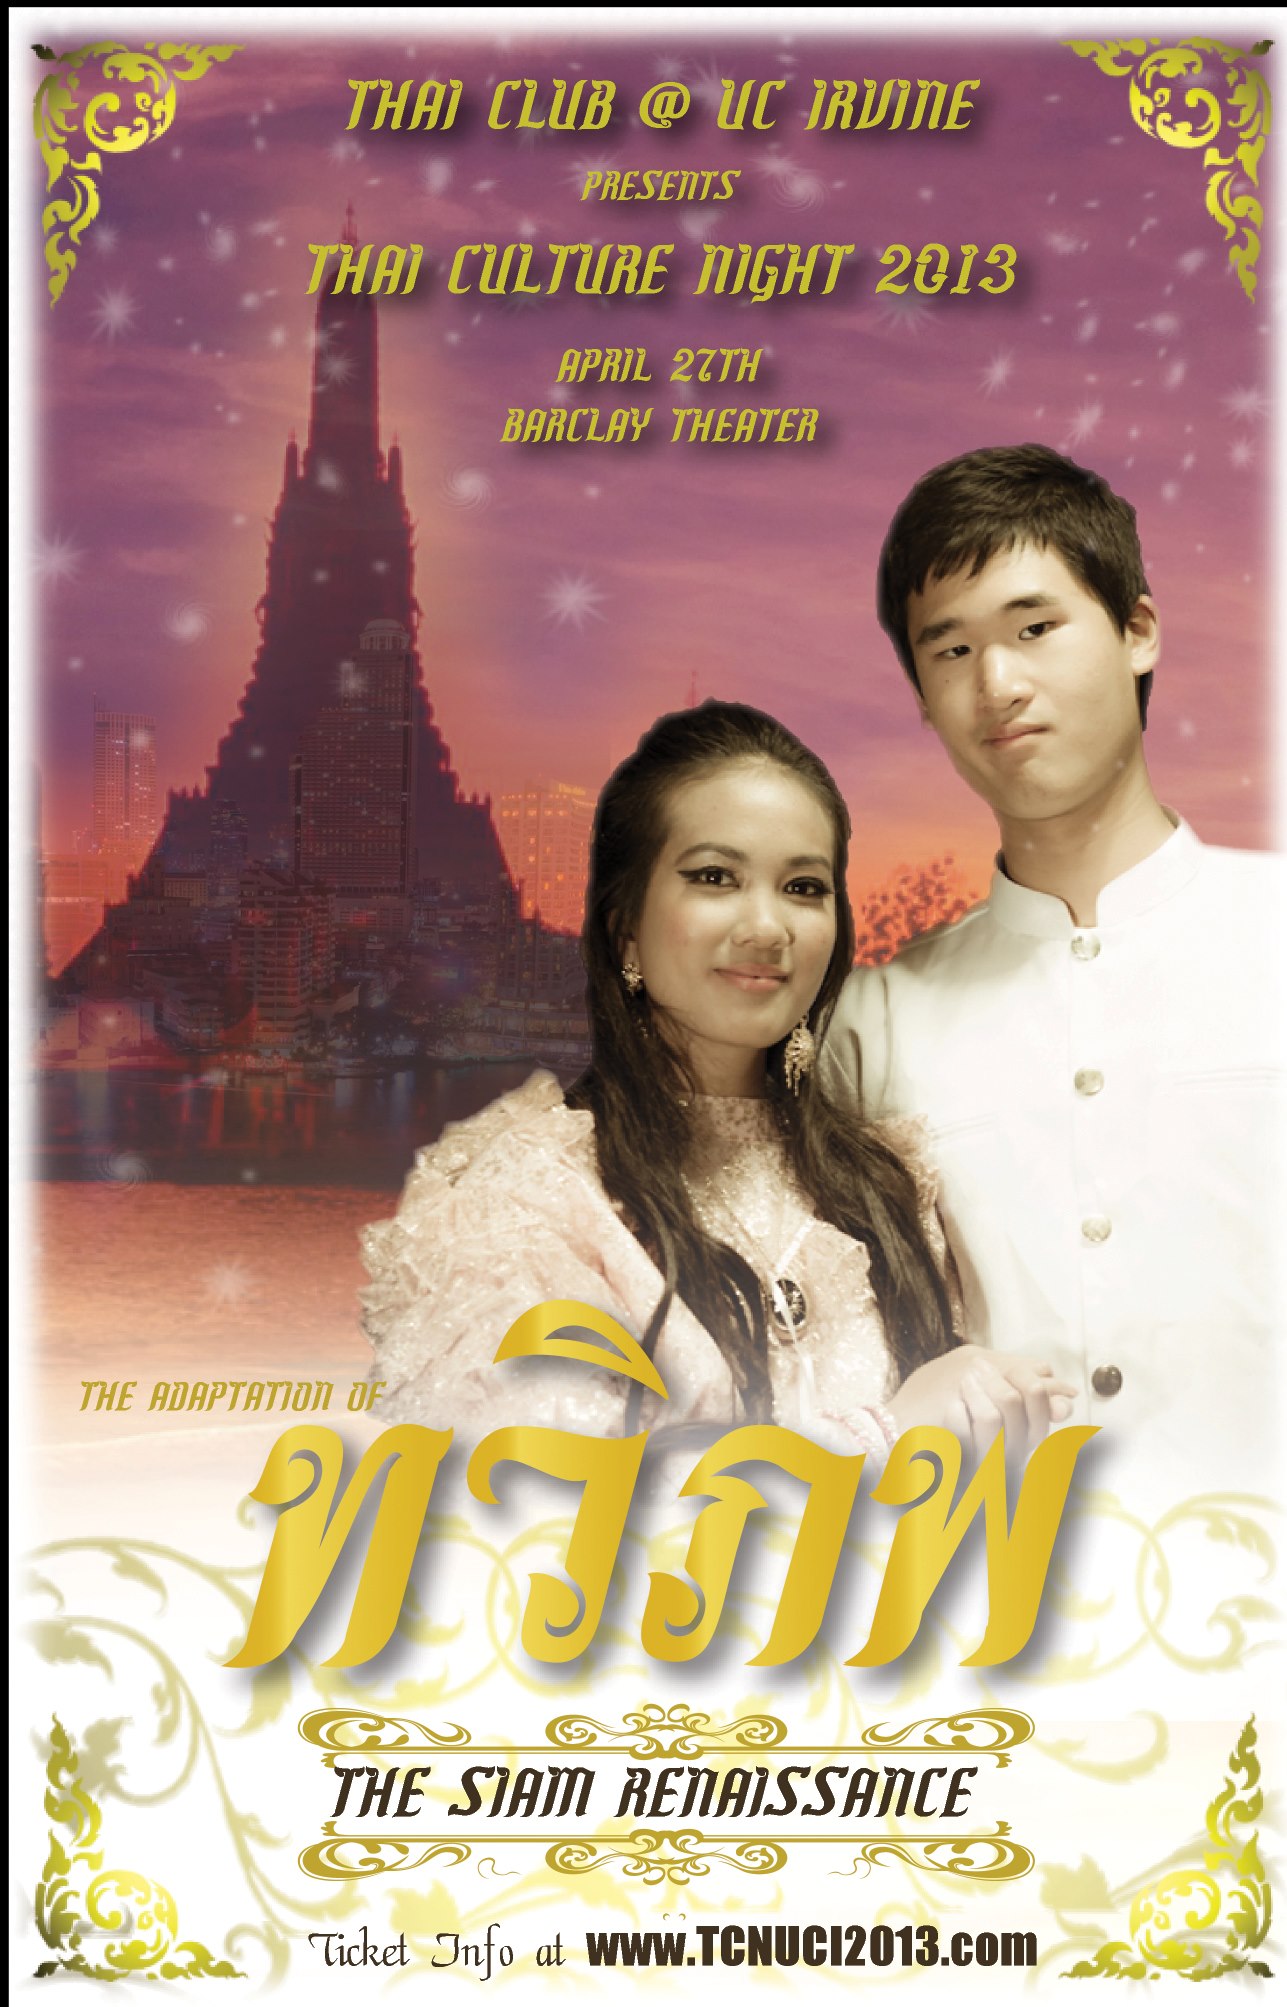 THAI CLUB @ UC IRVINE
PRESENTS
THAI CULTURE NIGHT 2013
APRIL 27TH
BARCLAY THEATER
THE ADAPTATION OF
ทวิภพ
THE SIAM RENAISSANCE
Ticket Info at www.TCNUCI2013.com